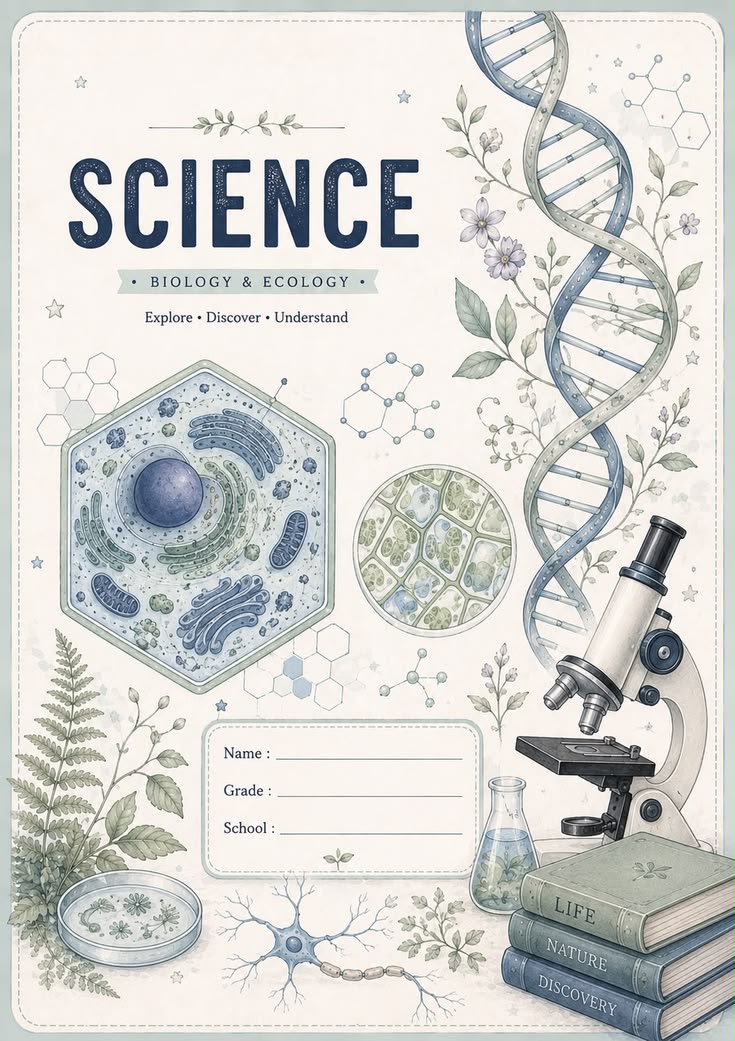 SCIENCE
• BIOLOGY & ECOLOGY •
Explore • Discover • Understand
Name :
Grade :
School :
LIFE
NATURE
DISCOVERY